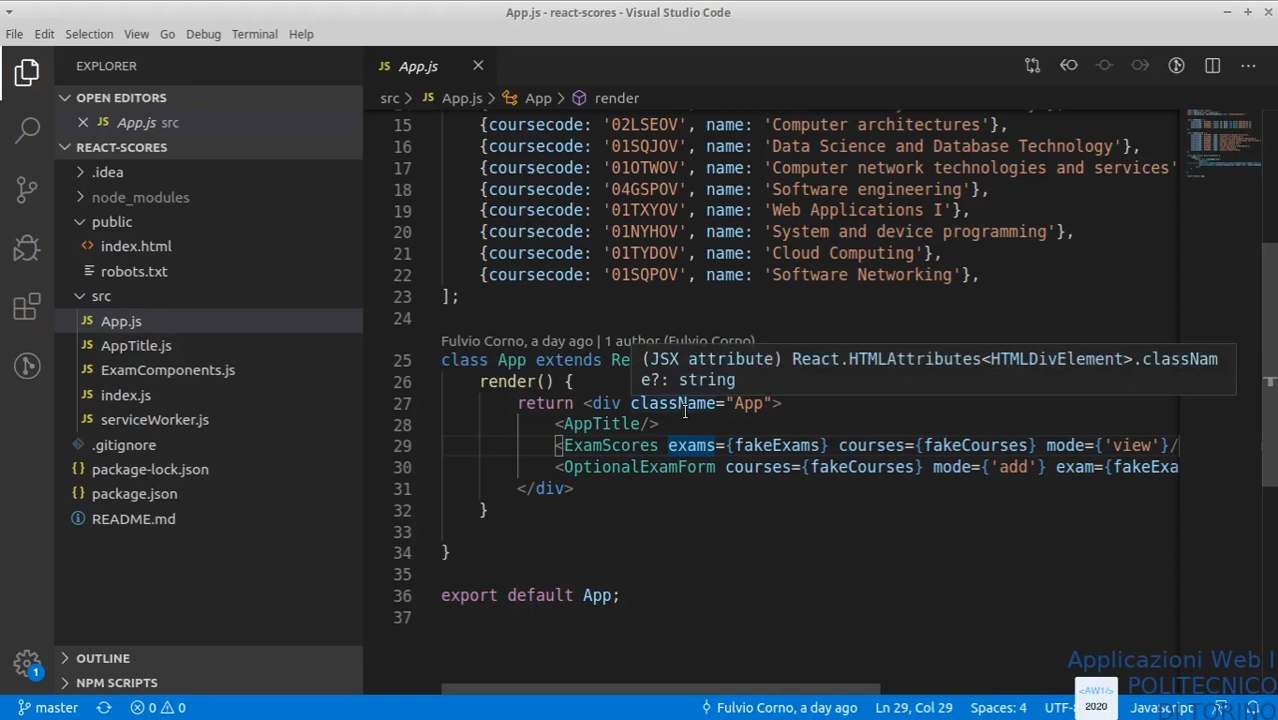 App.js - react-scores - Visual Studio Code
File Edit Selection View Go Debug Terminal Help
EXPLORER
OPEN EDITORS
App.js src
REACT-SCORES
.idea
node_modules
public
index.html
robots.txt
src
App.js
AppTitle.js
ExamComponents.js
index.js
serviceWorker.js
.gitignore
package-lock.json
package.json
README.md
OUTLINE
NPM SCRIPTS
JS App.js
src > JS App.js > App > render
15 {coursecode: '02LSEOV', name: 'Computer architectures'},
16 {coursecode: '01SQJOV', name: 'Data Science and Database Technology'},
17 {coursecode: '01OTWOV', name: 'Computer network technologies and services'
18 {coursecode: '04GSPOV', name: 'Software engineering'},
19 {coursecode: '01TXYOV', name: 'Web Applications I'},
20 {coursecode: '01NYHOV', name: 'System and device programming'},
21 {coursecode: '01TYDOV', name: 'Cloud Computing'},
22 {coursecode: '01SQPOV', name: 'Software Networking'},
23 ];
24
Fulvio Corno, a day ago | 1 author (Fulvio Corno)
25 class App extends Re
(JSX attribute) React.HTMLAttributes<HTMLDivElement>.classNam
e?: string
26 render() {
27 return <div className="App">
28 <AppTitle/>
29 <ExamScores exams={fakeExams} courses={fakeCourses} mode={'view'}/
30 <OptionalExamForm courses={fakeCourses} mode={'add'} exam={fakeExa
31 </div>
32 }
33
34 }
35
36 export default App;
37
Applicazioni Web I
POLITECNICO
DI TORINO
<AW1/>
2020
1
master 0 0 Fulvio Corno, a day ago Ln 29, Col 29 Spaces: 4 UTF-8 Javascript